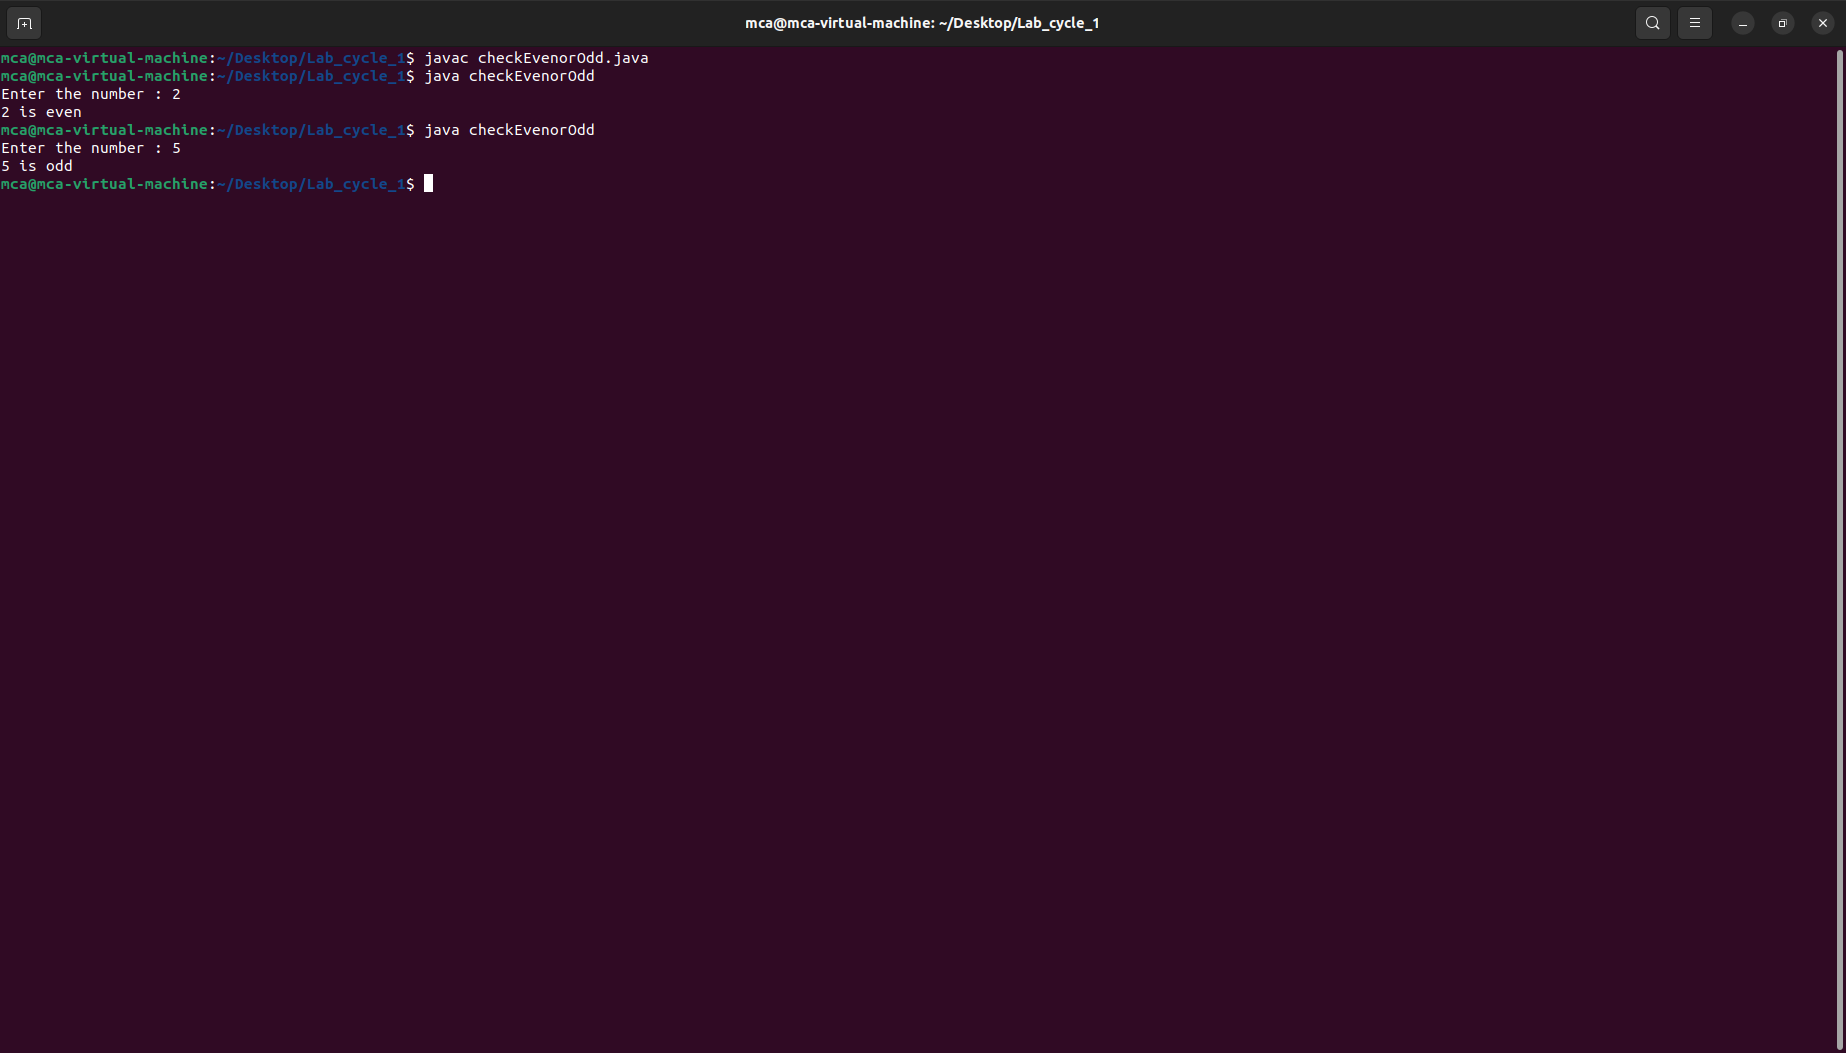 mca@mca-virtual-machine: ~/Desktop/Lab_cycle_1
mca@mca-virtual-machine:~/Desktop/Lab_cycle_1$ javac checkEvenorOdd.java
mca@mca-virtual-machine:~/Desktop/Lab_cycle_1$ java checkEvenorOdd
Enter the number : 2
2 is even
mca@mca-virtual-machine:~/Desktop/Lab_cycle_1$ java checkEvenorOdd
Enter the number : 5
5 is odd
mca@mca-virtual-machine:~/Desktop/Lab_cycle_1$